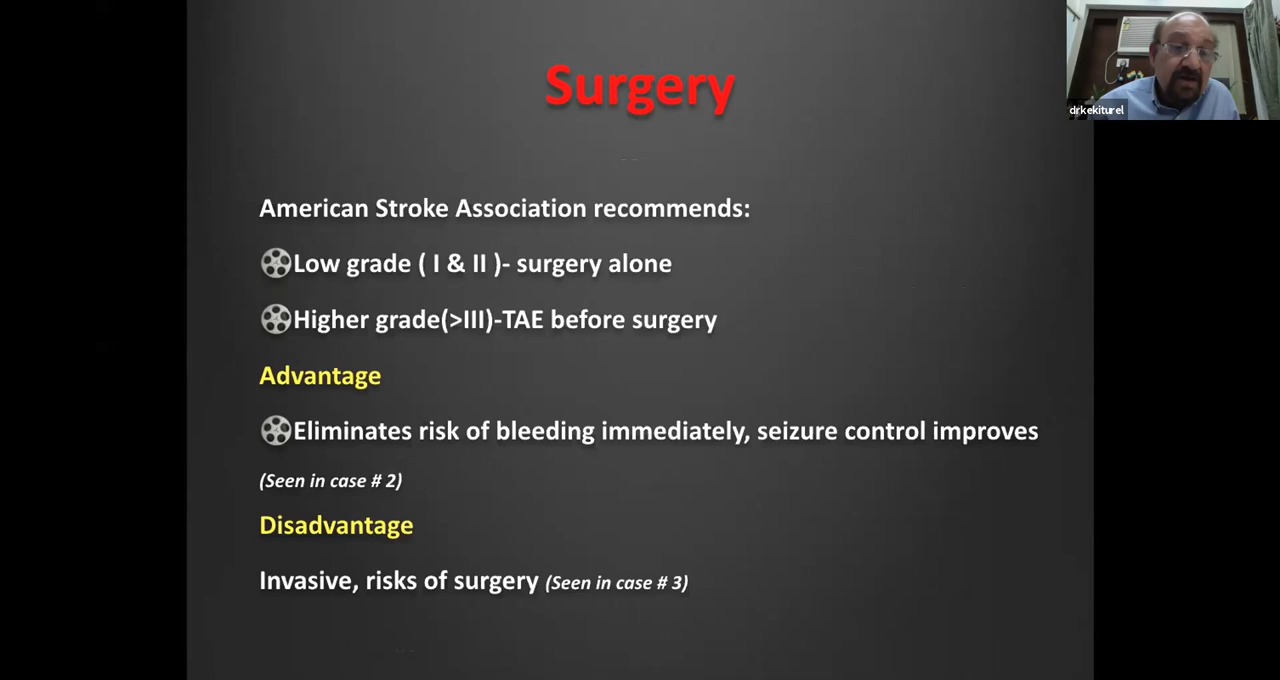 Surgery
drkekiturel
American Stroke Association recommends:
Low grade ( I & II )- surgery alone
Higher grade(>III)-TAE before surgery
Advantage
Eliminates risk of bleeding immediately, seizure control improves
(Seen in case # 2)
Disadvantage
Invasive, risks of surgery (Seen in case # 3)